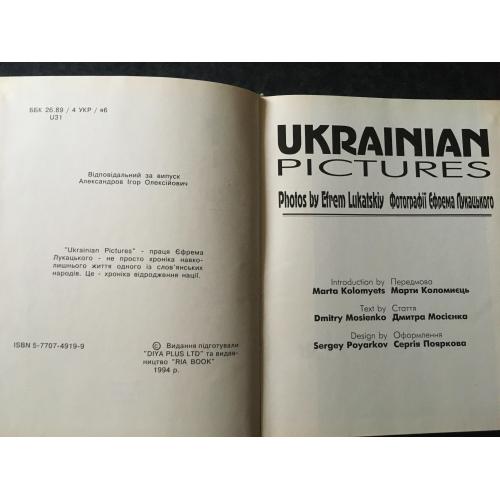 ББК 26.89 / 4 УКР / я6
U31
Відповідальний за випуск
Александров Ігор Олексійович
"Ukrainian Pictures" - праця Єфрема
Лукацького - не просто хроніка навко-
лишнього життя одного із слов'янських
народів. Це - хроніка відродження нації.
ISBN 5-7707-4919-9
© Видання підготували
"DIYA PLUS LTD" та видав-
ництво "RIA BOOK"
1994 р.
UKRAINIAN
PICTURES
Photos by Efrem Lukatskiy Фотографії Єфрема Лукацького
Introduction by Передмова
Marta Kolomyets Марти Коломиєць
Text by Стаття
Dmitry Mosienko Дмитра Мосієнка
Design by Оформлення
Sergey Poyarkov Сергія Пояркова